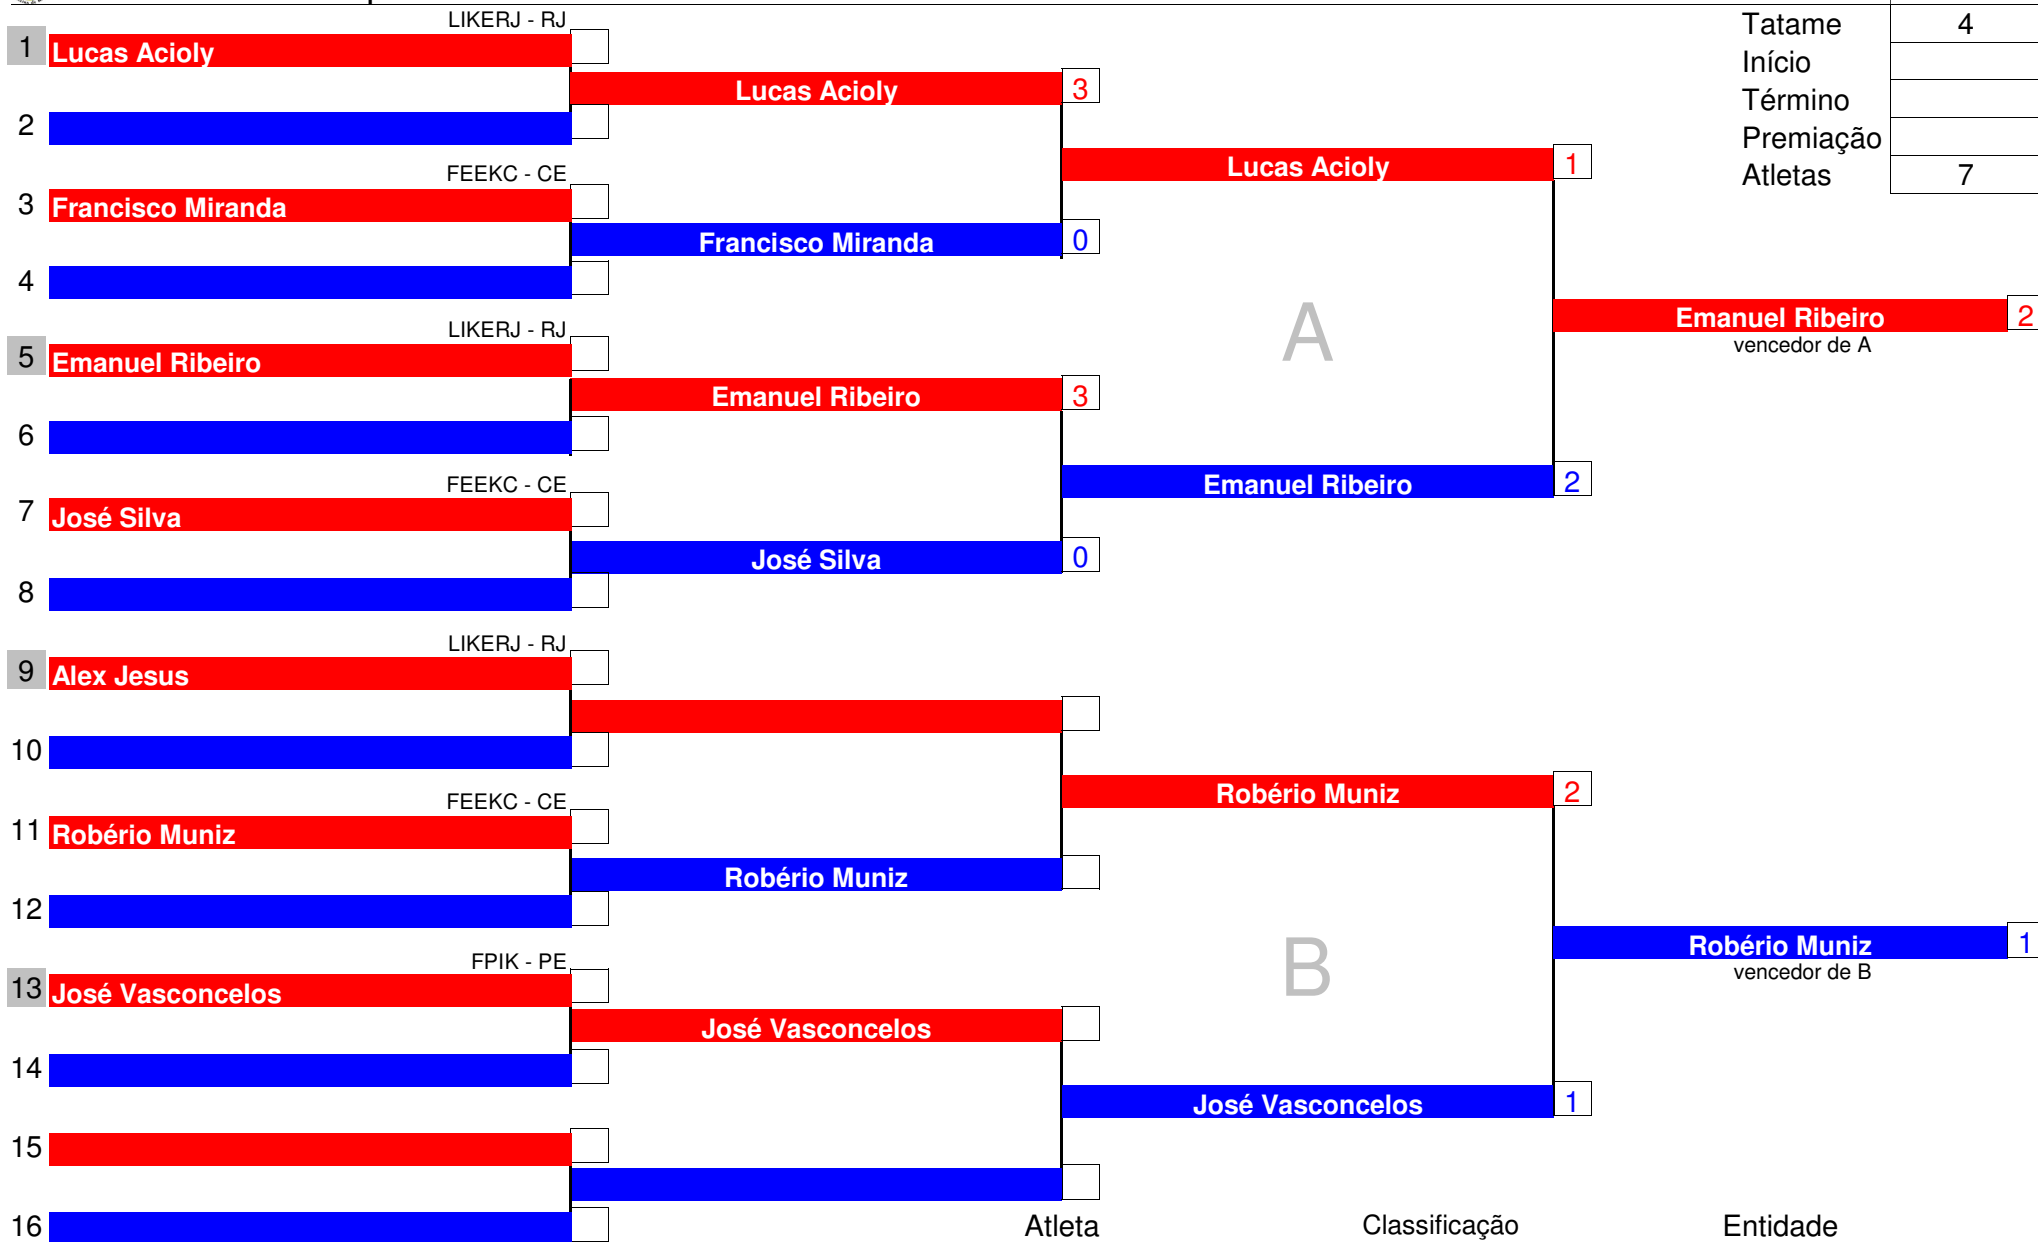 LIKERJ - RJ
Tatame 4
1 Lucas Acioly
Início
Lucas Acioly 3
Término
2
Premiação
FEEKC - CE
Lucas Acioly 1
Atletas 7
3 Francisco Miranda
Francisco Miranda 0
4
A
Emanuel Ribeiro 2
LIKERJ - RJ
vencedor de A
5 Emanuel Ribeiro
Emanuel Ribeiro 3
6
FEEKC - CE
Emanuel Ribeiro 2
7 José Silva
José Silva 0
8
LIKERJ - RJ
9 Alex Jesus
10
Robério Muniz 2
FEEKC - CE
11 Robério Muniz
Robério Muniz
12
Robério Muniz 1
FPIK - PE
B
vencedor de B
13 José Vasconcelos
José Vasconcelos
14
José Vasconcelos 1
15
16
Atleta Classificação Entidade